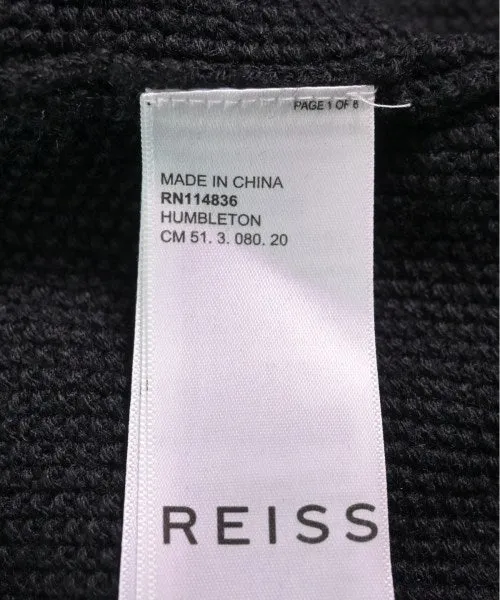 PAGE 1 OF 6
MADE IN CHINA
RN114836
HUMBLETON
CM 51. 3. 080. 20
REISS